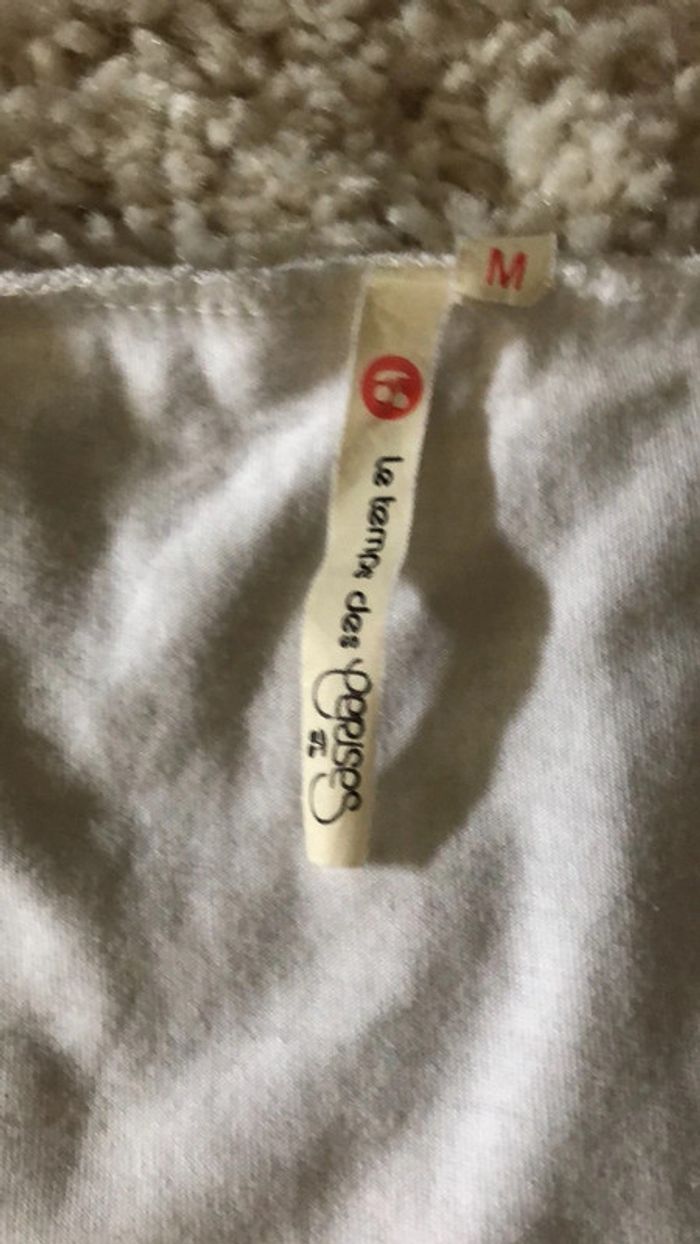 M
le temps des cerises